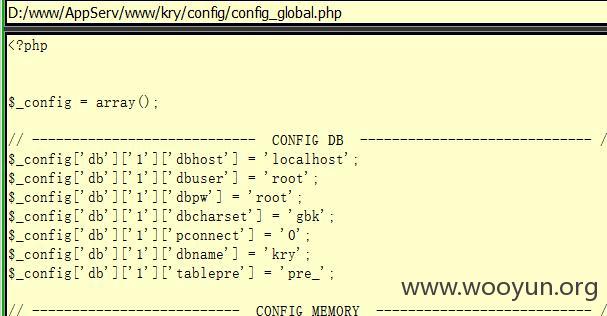 D:/www/AppServ/www/kry/config/config_global.php
<?php
$_config = array();
// ---------------------------- CONFIG DB ----------------------------- /
$_config['db']['1']['dbhost'] = 'localhost';
$_config['db']['1']['dbuser'] = 'root';
$_config['db']['1']['dbpw'] = 'root';
$_config['db']['1']['dbcharset'] = 'gbk';
$_config['db']['1']['pconnect'] = '0';
$_config['db']['1']['dbname'] = 'kry';
$_config['db']['1']['tablepre'] = 'pre_';
www.wooyun.org
// -------------------------- CONFIG MEMORY --------------------------- /